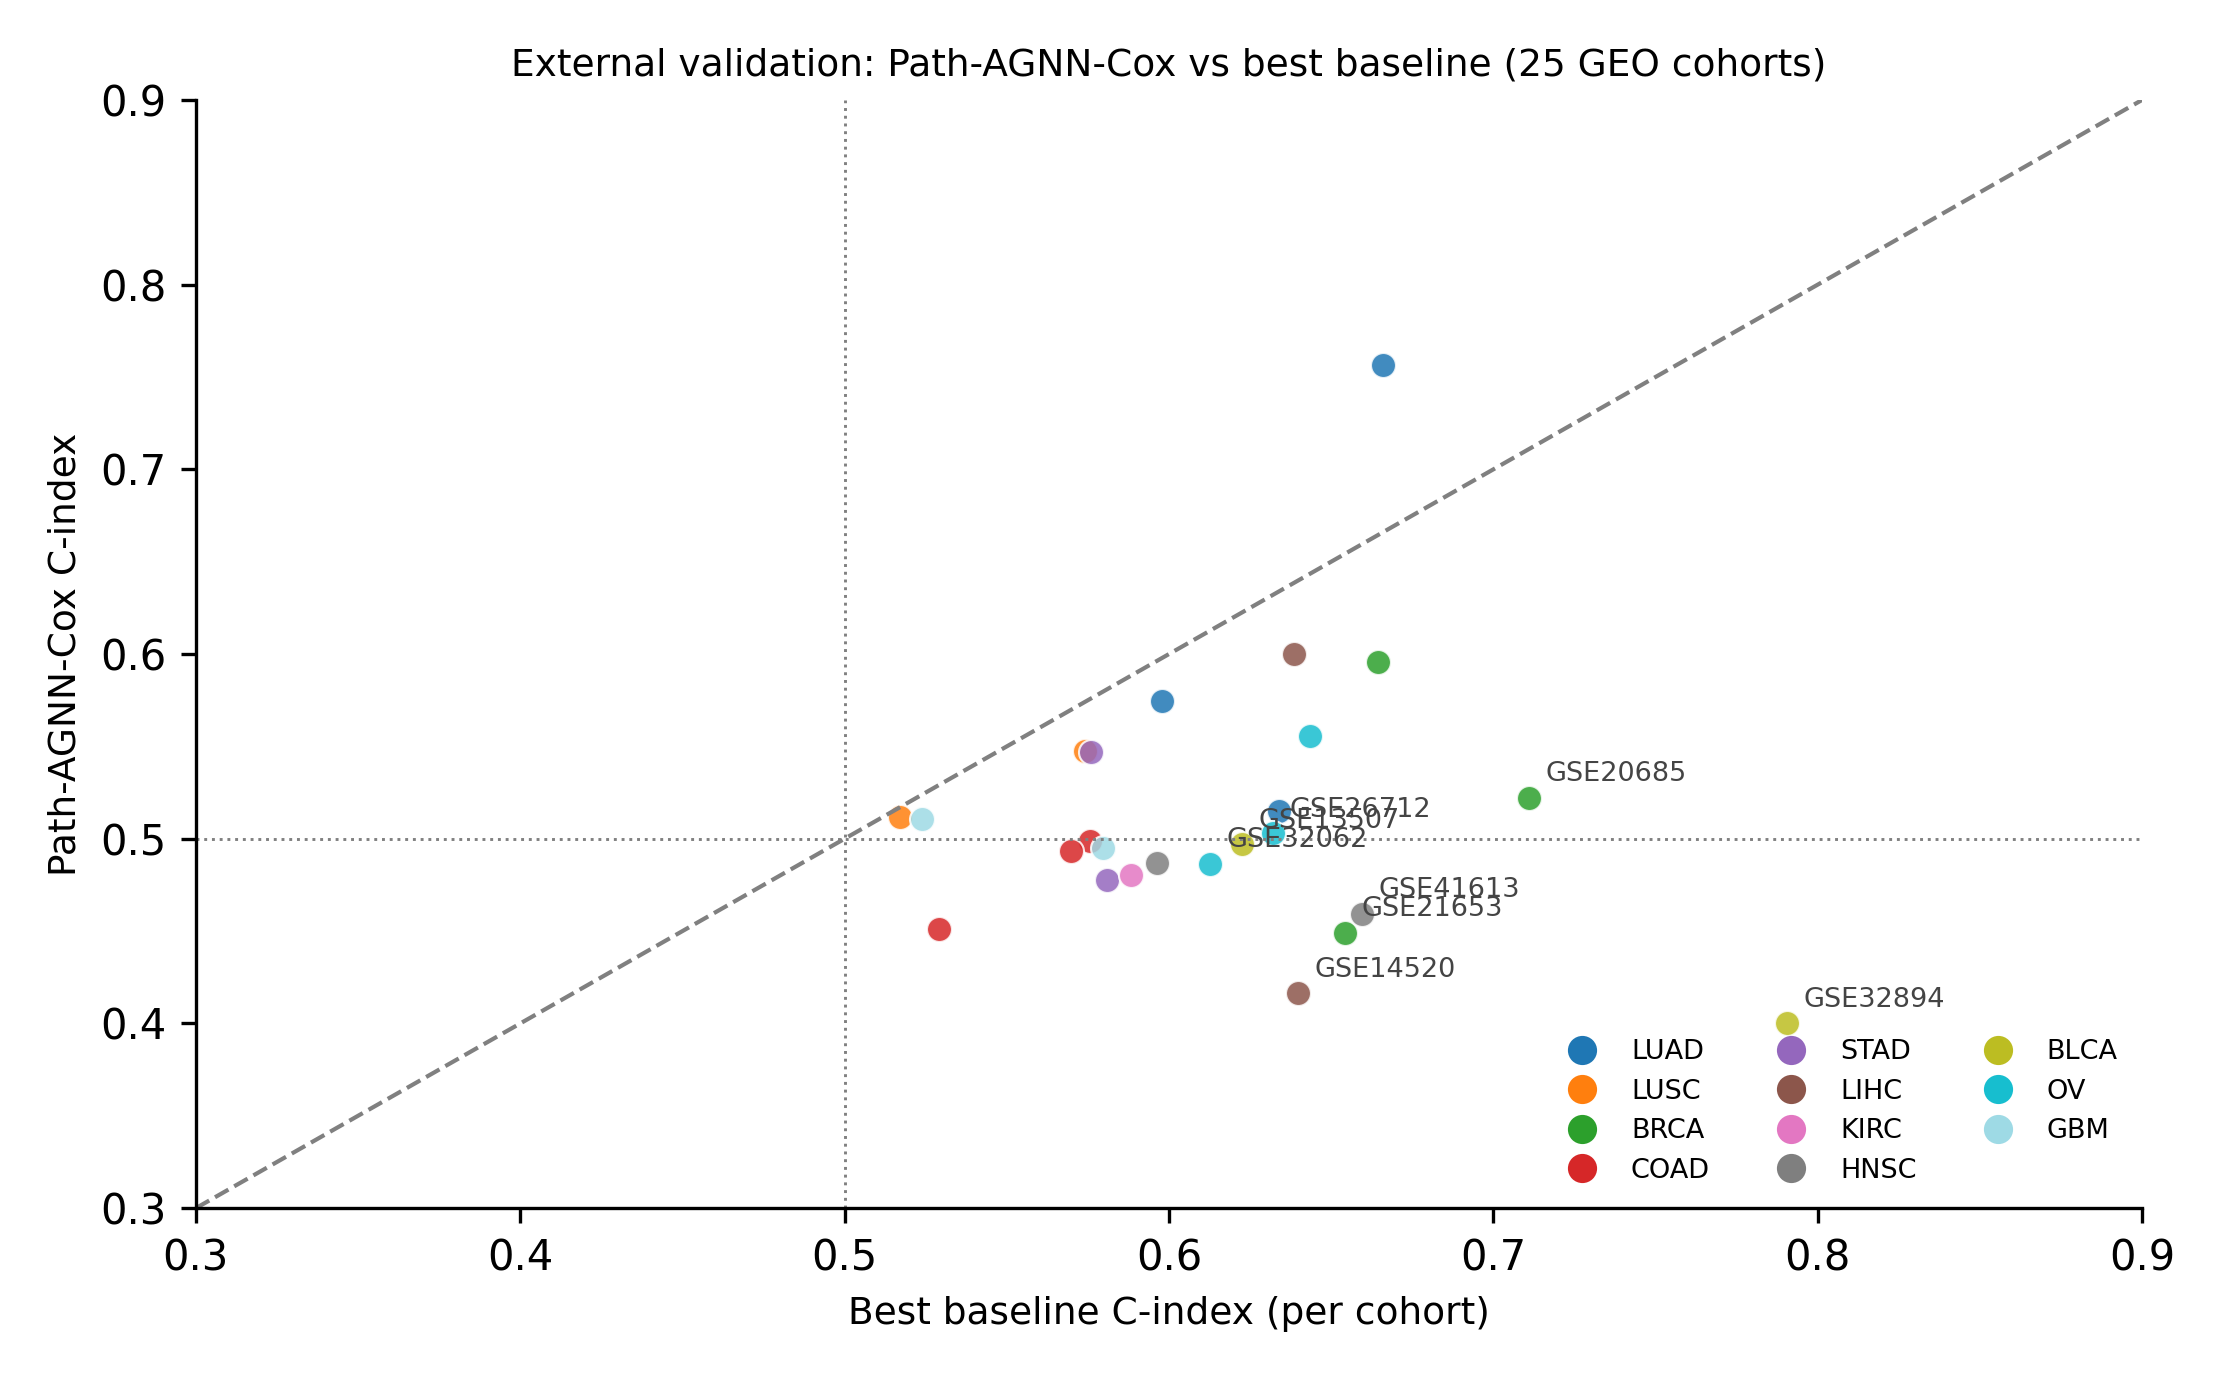 External validation: Path-AGNN-Cox vs best baseline (25 GEO cohorts)
Path-AGNN-Cox C-index
0.9
0.8
0.7
0.6
0.5
0.4
0.3
GSE20685
GSE26712
GSE13507
GSE32062
GSE41613
GSE21653
GSE14520
GSE32894
LUAD
LUSC
BRCA
COAD
STAD
LIHC
KIRC
HNSC
BLCA
OV
GBM
0.3 0.4 0.5 0.6 0.7 0.8 0.9
Best baseline C-index (per cohort)